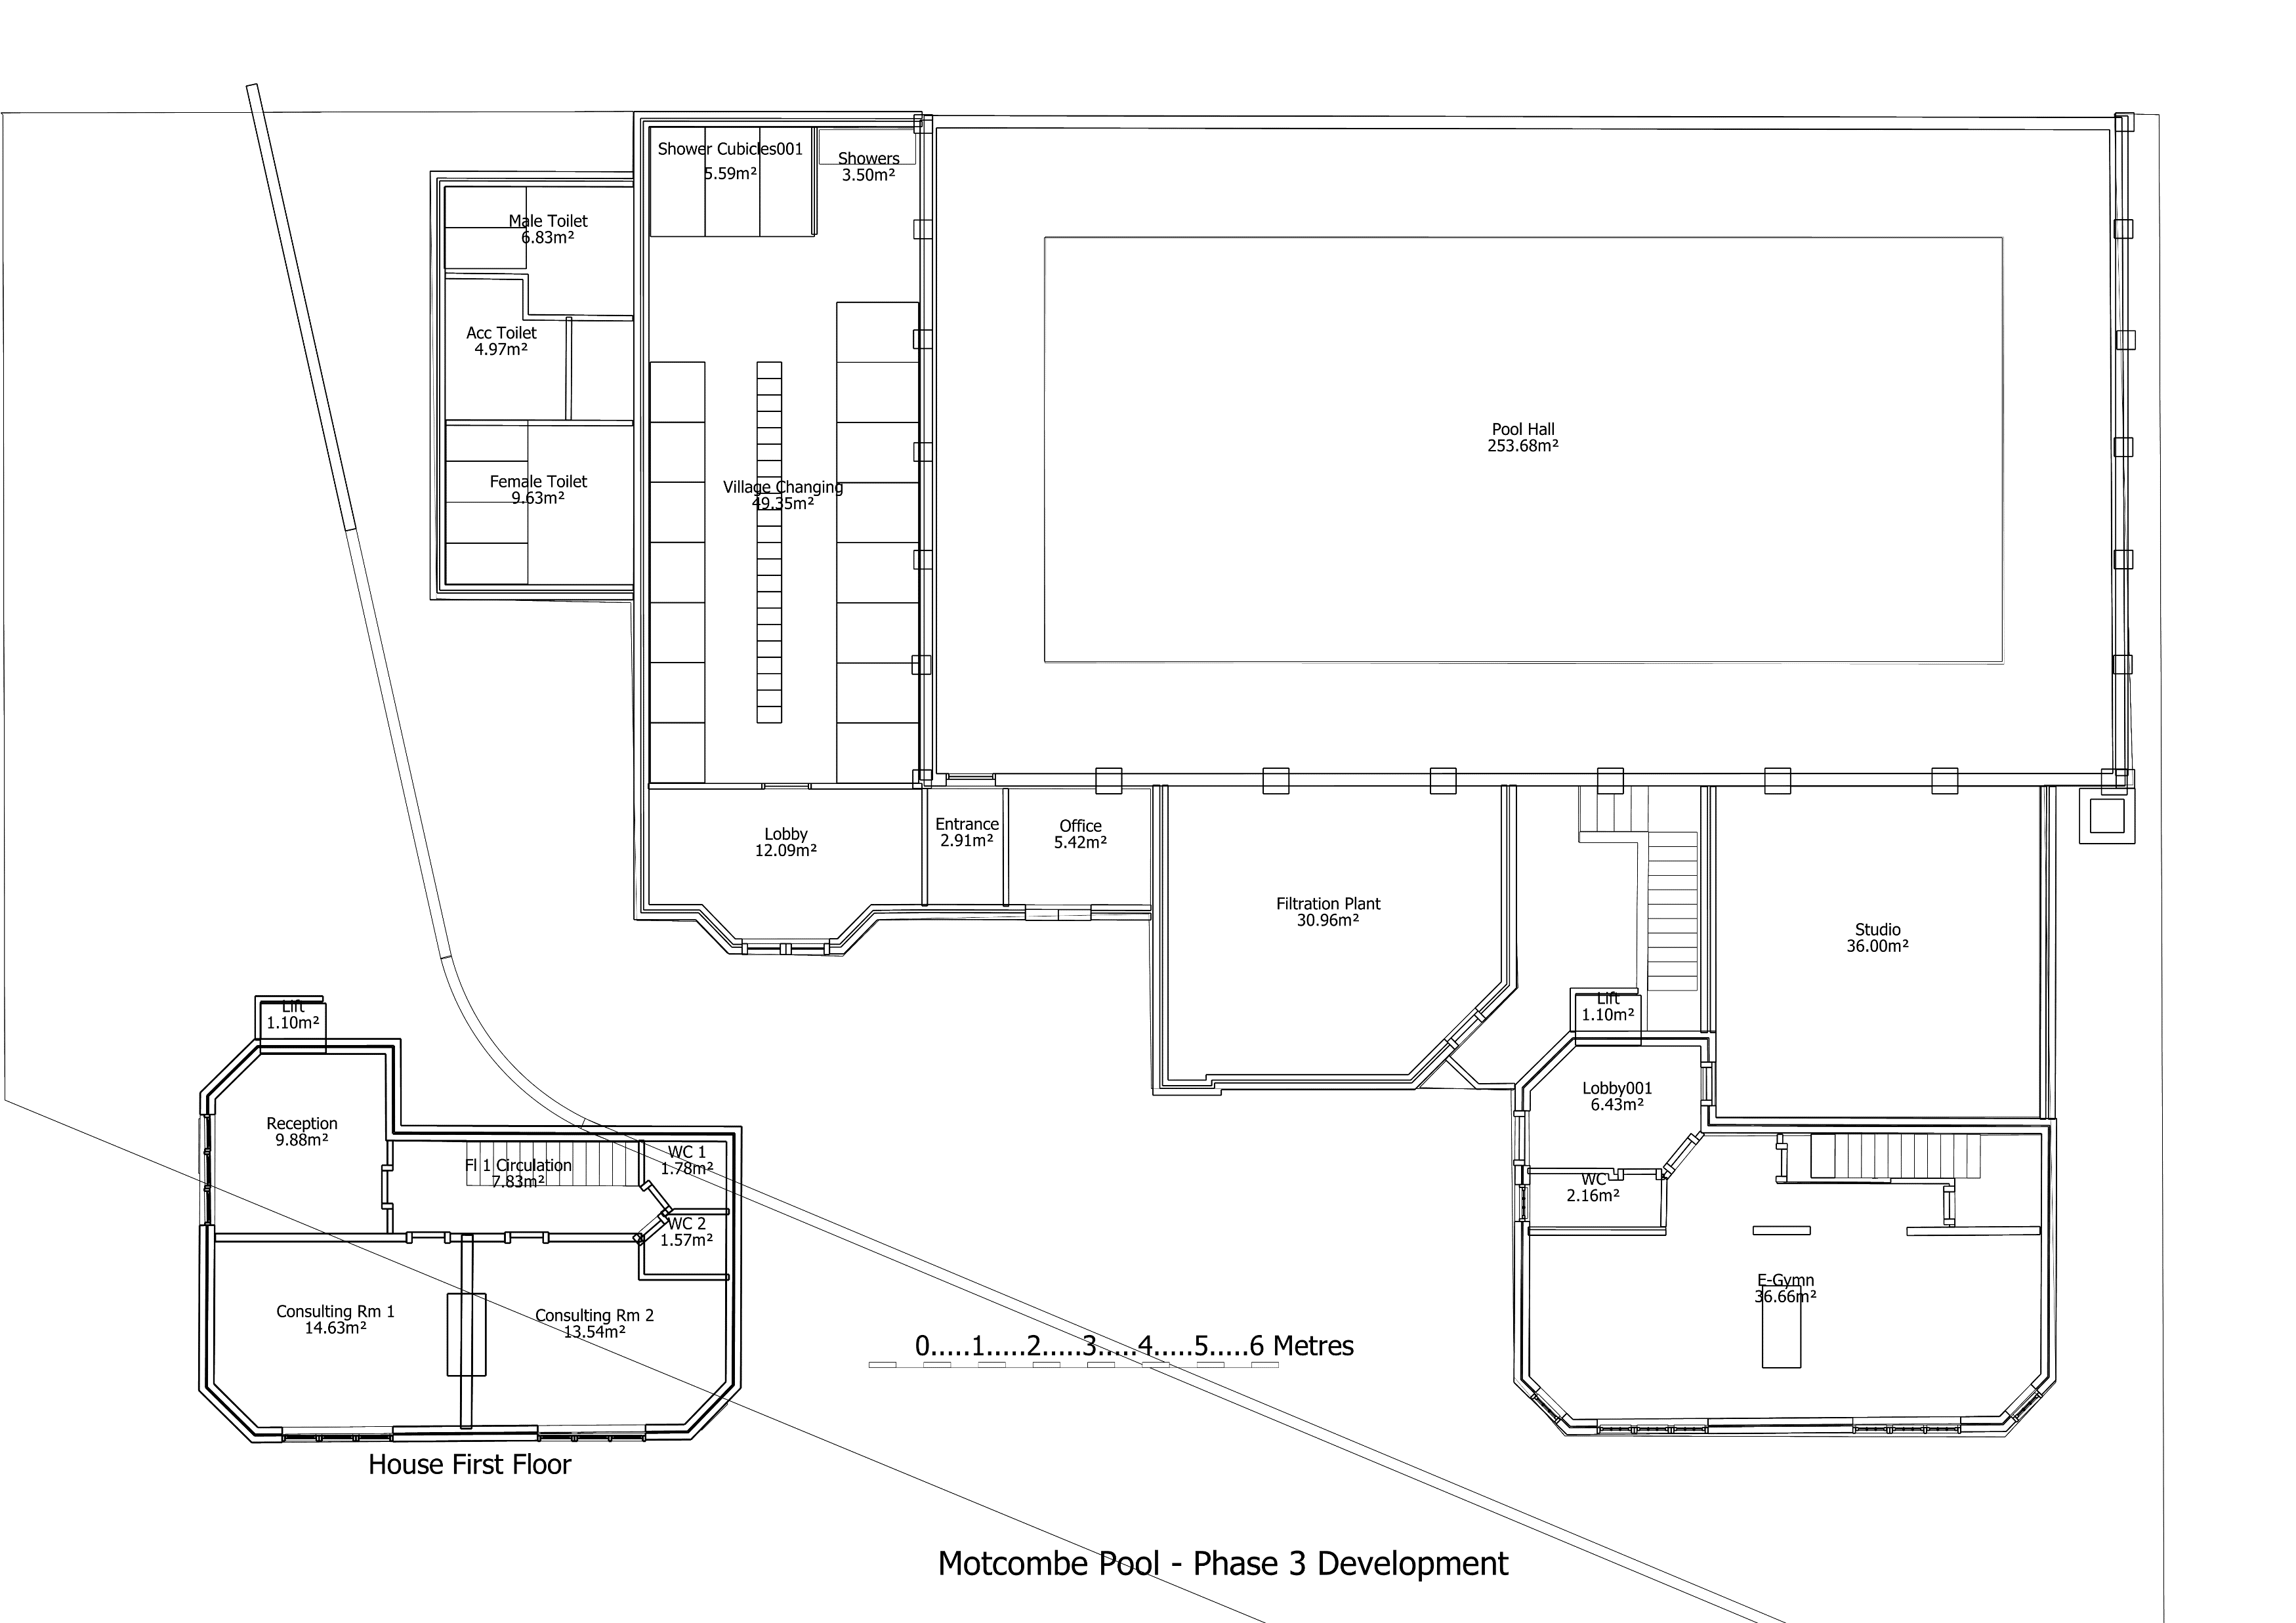 Shower Cubicles001
5.59m²
Showers
3.50m²
Male Toilet
6.83m²
Acc Toilet
4.97m²
Pool Hall
253.68m²
Female Toilet
9.63m²
Village Changing
49.35m²
Lobby
12.09m²
Entrance
2.91m²
Office
5.42m²
Filtration Plant
30.96m²
Studio
36.00m²
Lift
1.10m²
Lift
1.10m²
Lobby001
6.43m²
Reception
9.88m²
Fl 1 Circulation
7.83m²
WC 1
1.78m²
WC
2.16m²
WC 2
1.57m²
E-Gymn
36.66m²
Consulting Rm 1
14.63m²
Consulting Rm 2
13.54m²
0.....1.....2.....3.....4.....5.....6 Metres
House First Floor
Motcombe Pool - Phase 3 Development